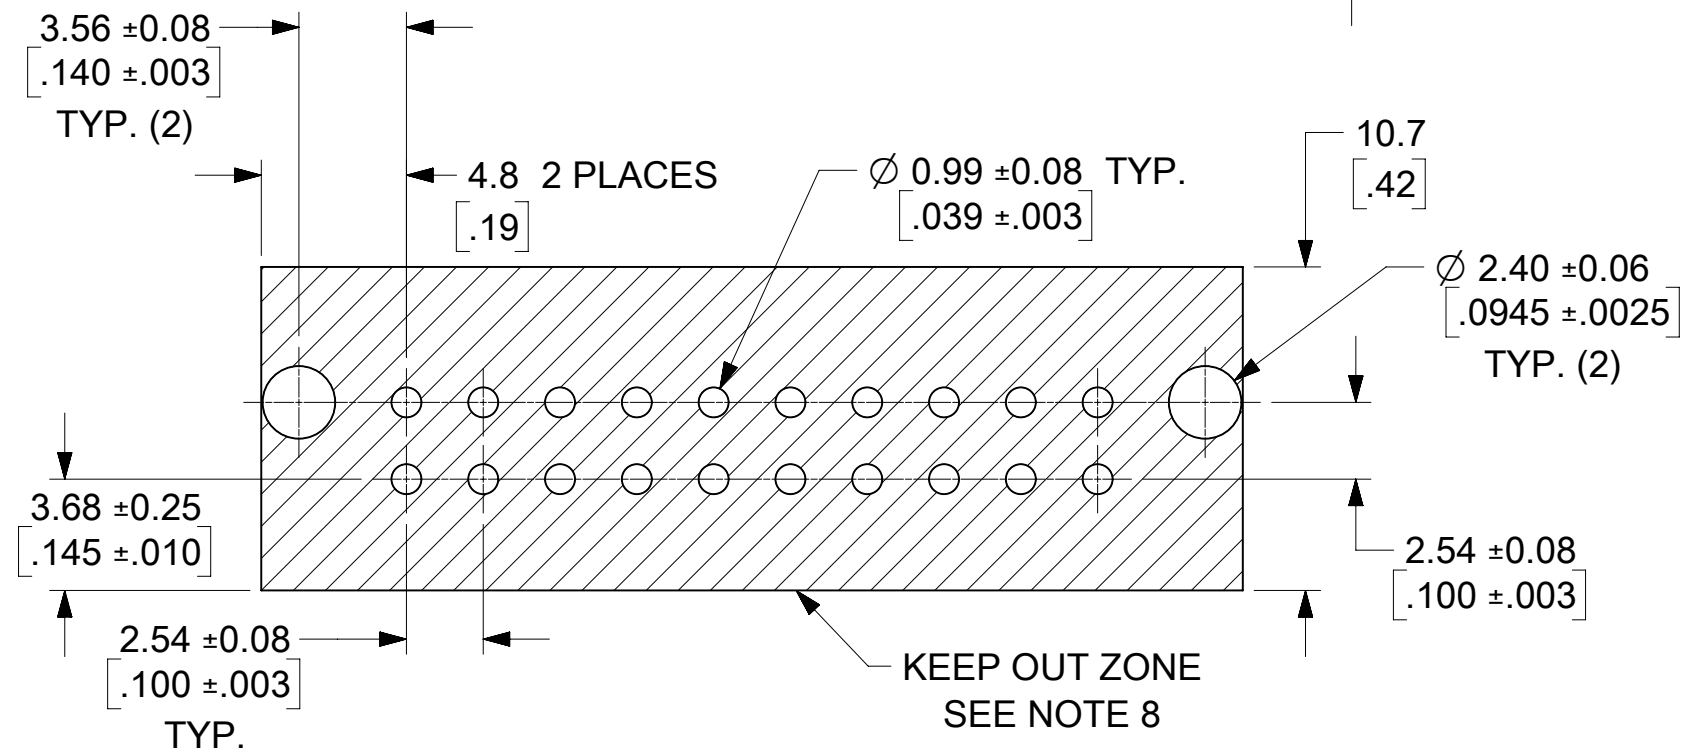 3.56 ±0.08
[.140 ±.003]
TYP. (2)
4.8 2 PLACES
[.19]
Ø 0.99 ±0.08 TYP.
[.039 ±.003]
10.7
[.42]
Ø 2.40 ±0.06
[.0945 ±.0025]
TYP. (2)
3.68 ±0.25
[.145 ±.010]
2.54 ±0.08
[.100 ±.003]
2.54 ±0.08
[.100 ±.003]
TYP.
KEEP OUT ZONE
SEE NOTE 8